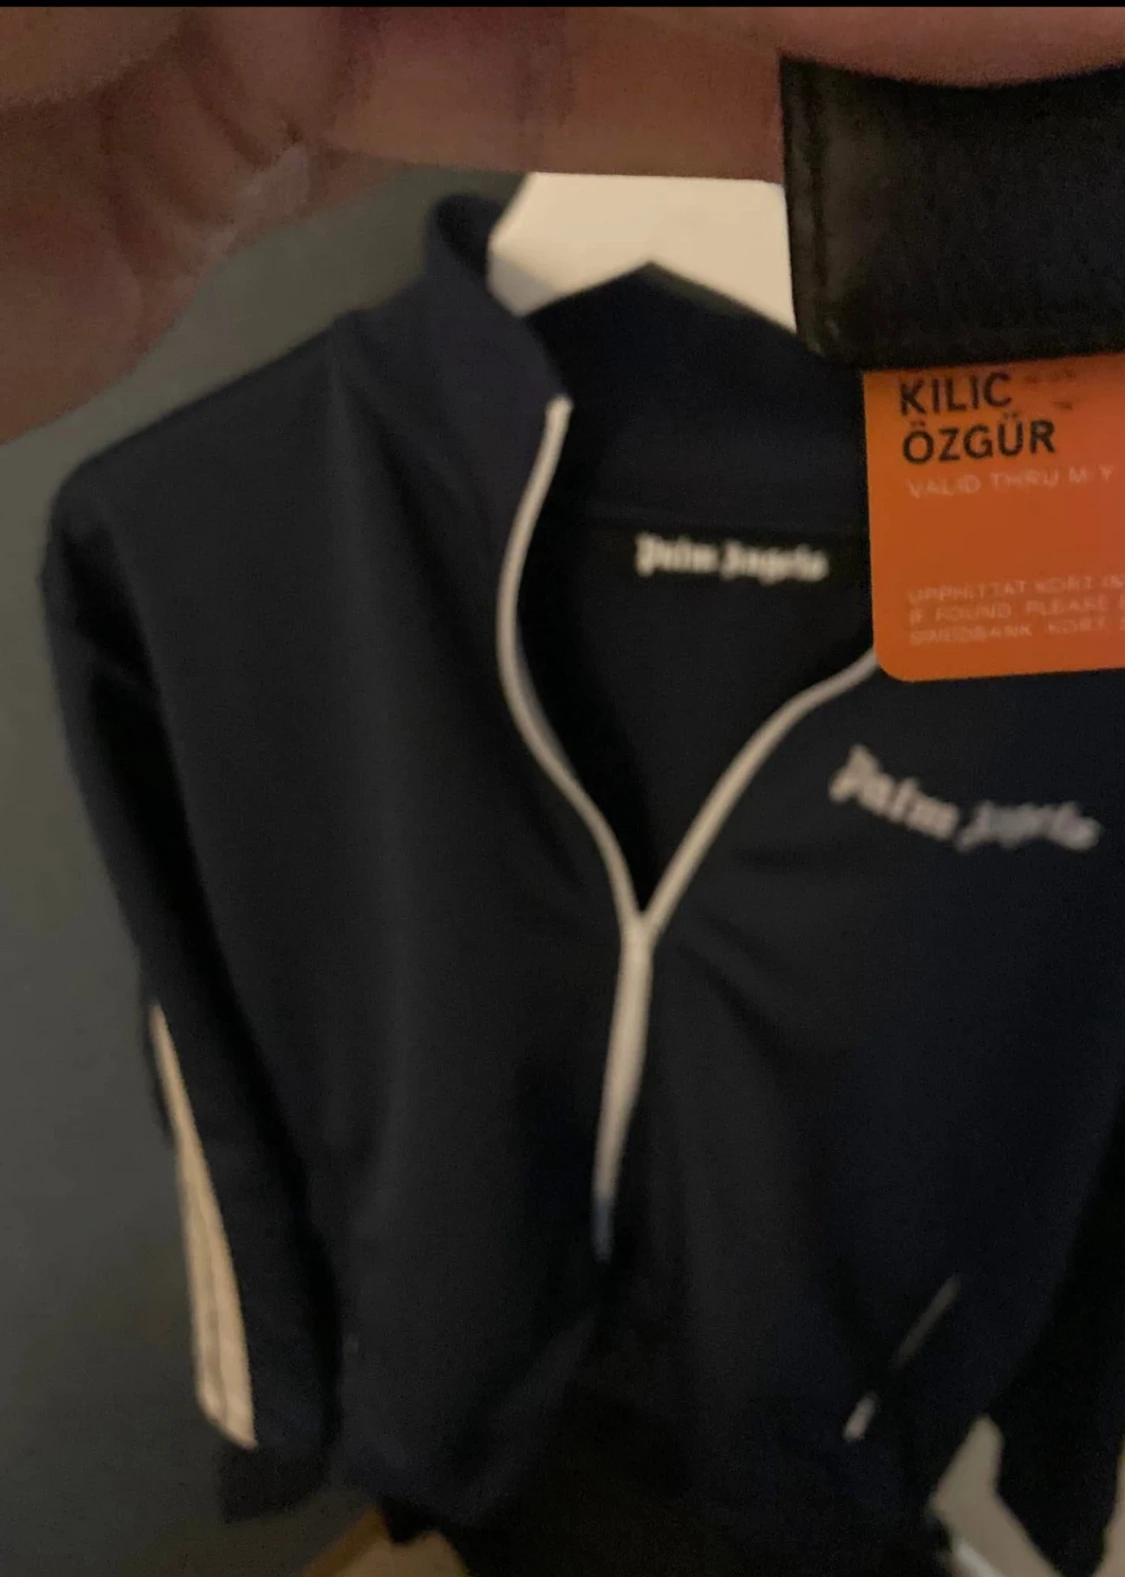 KILIC
ÖZGÜR
VALID THRU M Y
UPPHITTAT KORT
IF FOUND PLEASE
SWEDBANK KORT
Palm Angels
Palm Angels